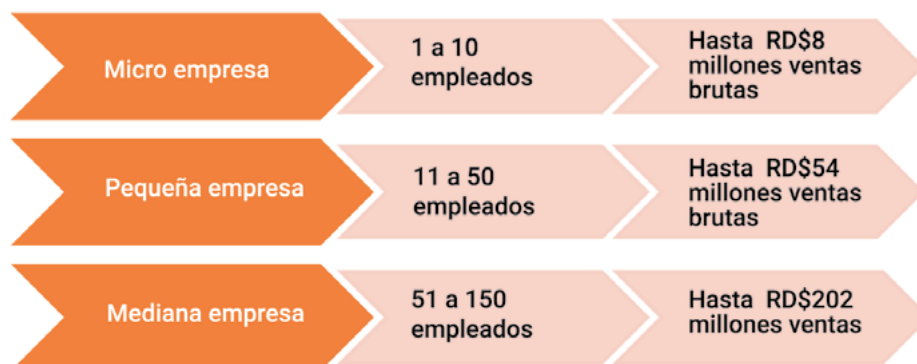 Micro empresa
1 a 10
empleados
Hasta RD$8
millones ventas
brutas
Pequeña empresa
11 a 50
empleados
Hasta RD$54
millones ventas
brutas
Mediana empresa
51 a 150
empleados
Hasta RD$202
millones ventas